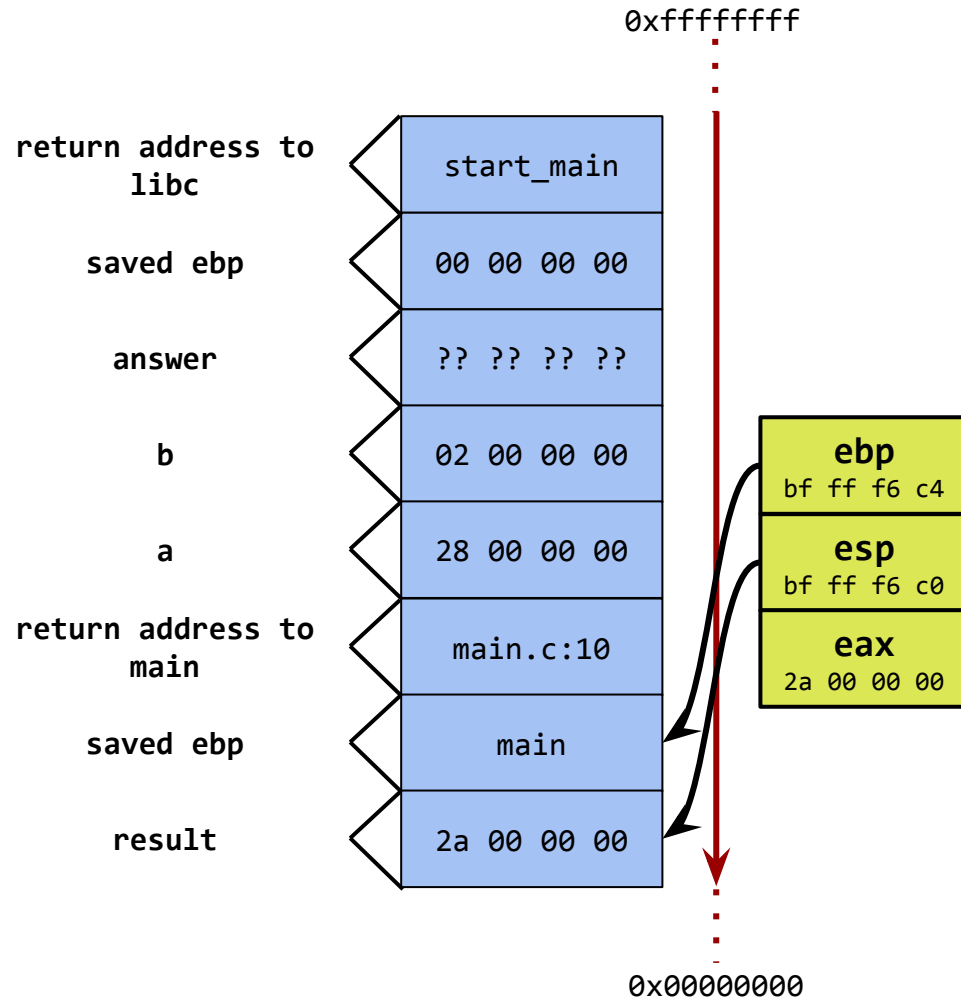 0xffffffff
return address to
libc
start_main
saved ebp
00 00 00 00
answer
?? ?? ?? ??
b
02 00 00 00
a
28 00 00 00
return address to
main
main.c:10
saved ebp
main
result
2a 00 00 00
ebp
bf ff f6 c4
esp
bf ff f6 c0
eax
2a 00 00 00
0x00000000